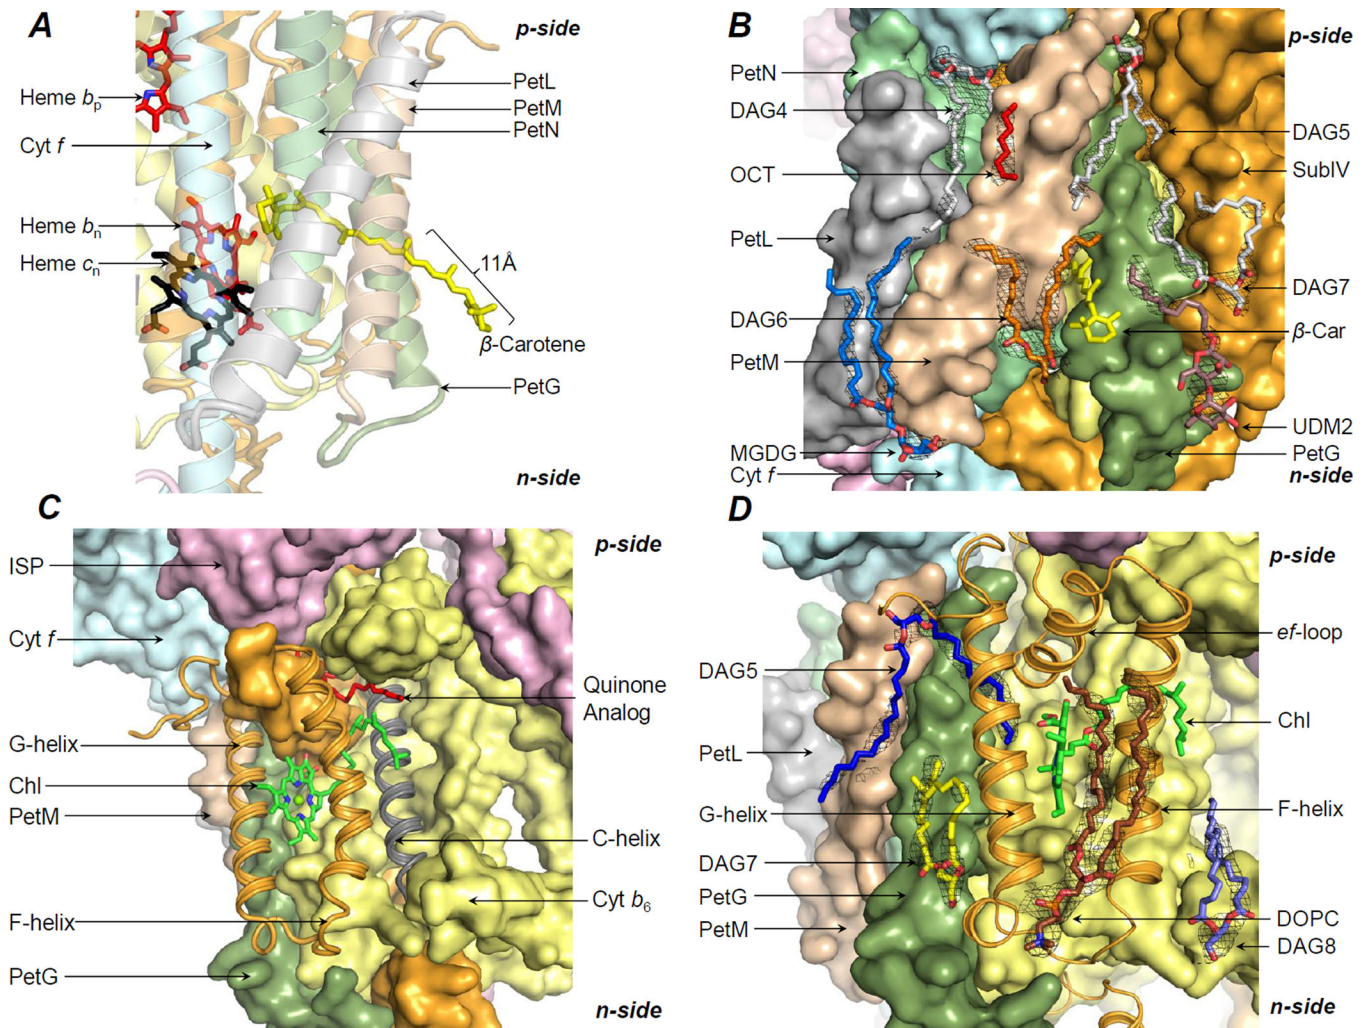 A
p-side
PetL
PetM
PetN
Heme bp
Cyt f
Heme bn
Heme cn
11Å
β-Carotene
PetG
n-side
B
p-side
PetN
DAG4
OCT
PetL
DAG6
PetM
MGDG
Cyt f
DAG5
SubIV
DAG7
β-Car
UDM2
PetG
n-side
C
p-side
ISP
Cyt f
G-helix
Chl
PetM
F-helix
PetG
Quinone
Analog
C-helix
Cyt b6
n-side
D
p-side
DAG5
PetL
G-helix
DAG7
PetG
PetM
ef-loop
Chl
F-helix
DOPC
DAG8
n-side